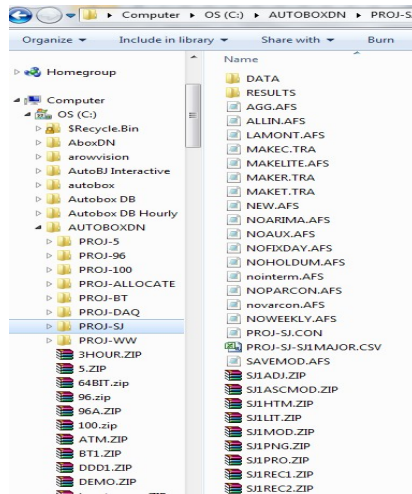 Computer ▸ OS (C:) ▸ AUTOBOXDN ▸ PROJ-S
Organize Include in library Share with Burn
Homegroup
Computer
OS (C:)
$Recycle.Bin
AboxDN
arowvision
AutoBJ Interactive
autobox
Autobox DB
Autobox DB Hourly
AUTOBOXDN
PROJ-5
PROJ-96
PROJ-100
PROJ-ALLOCATE
PROJ-BT
PROJ-DAQ
PROJ-SJ
PROJ-WW
3HOUR.ZIP
5.ZIP
64BIT.zip
96.zip
96A.ZIP
100.zip
ATM.ZIP
BT1.ZIP
DDD1.ZIP
DEMO.ZIP
Name
DATA
RESULTS
AGG.AFS
ALLIN.AFS
LAMONT.AFS
MAKEC.TRA
MAKELITE.AFS
MAKER.TRA
MAKET.TRA
NEW.AFS
NOARIMA.AFS
NOAUX.AFS
NOFIXDAY.AFS
NOHOLDUM.AFS
nointerm.AFS
NOPARCON.AFS
novarcon.AFS
NOWEEKLY.AFS
PROJ-SJ.CON
PROJ-SJ-SJ1MAJOR.CSV
SAVEMOD.AFS
SJ1ADJ.ZIP
SJ1ASCMOD.ZIP
SJ1HTM.ZIP
SJ1LIT.ZIP
SJ1MOD.ZIP
SJ1PNG.ZIP
SJ1PRO.ZIP
SJ1REC1.ZIP
SJ1REC2.ZIP